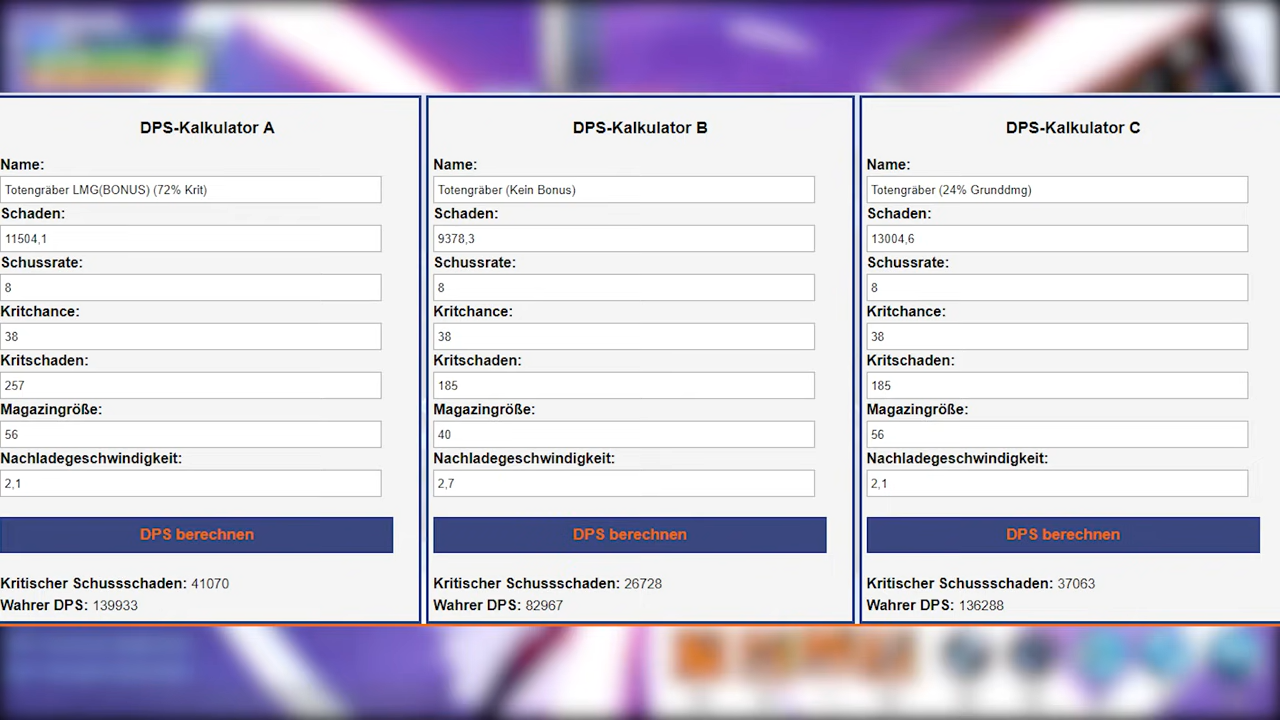 DPS-Kalkulator A
Name:
Totengräber LMG(BONUS) (72% Krit)
Schaden:
11504,1
Schussrate:
8
Kritchance:
38
Kritschaden:
257
Magazingröße:
56
Nachladegeschwindigkeit:
2,1
DPS berechnen
Kritischer Schussschaden: 41070
Wahrer DPS: 139933
DPS-Kalkulator B
Name:
Totengräber (Kein Bonus)
Schaden:
9378,3
Schussrate:
8
Kritchance:
38
Kritschaden:
185
Magazingröße:
40
Nachladegeschwindigkeit:
2,7
DPS berechnen
Kritischer Schussschaden: 26728
Wahrer DPS: 82967
DPS-Kalkulator C
Name:
Totengräber (24% Grunddmg)
Schaden:
13004,6
Schussrate:
8
Kritchance:
38
Kritschaden:
185
Magazingröße:
56
Nachladegeschwindigkeit:
2,1
DPS berechnen
Kritischer Schussschaden: 37063
Wahrer DPS: 136288